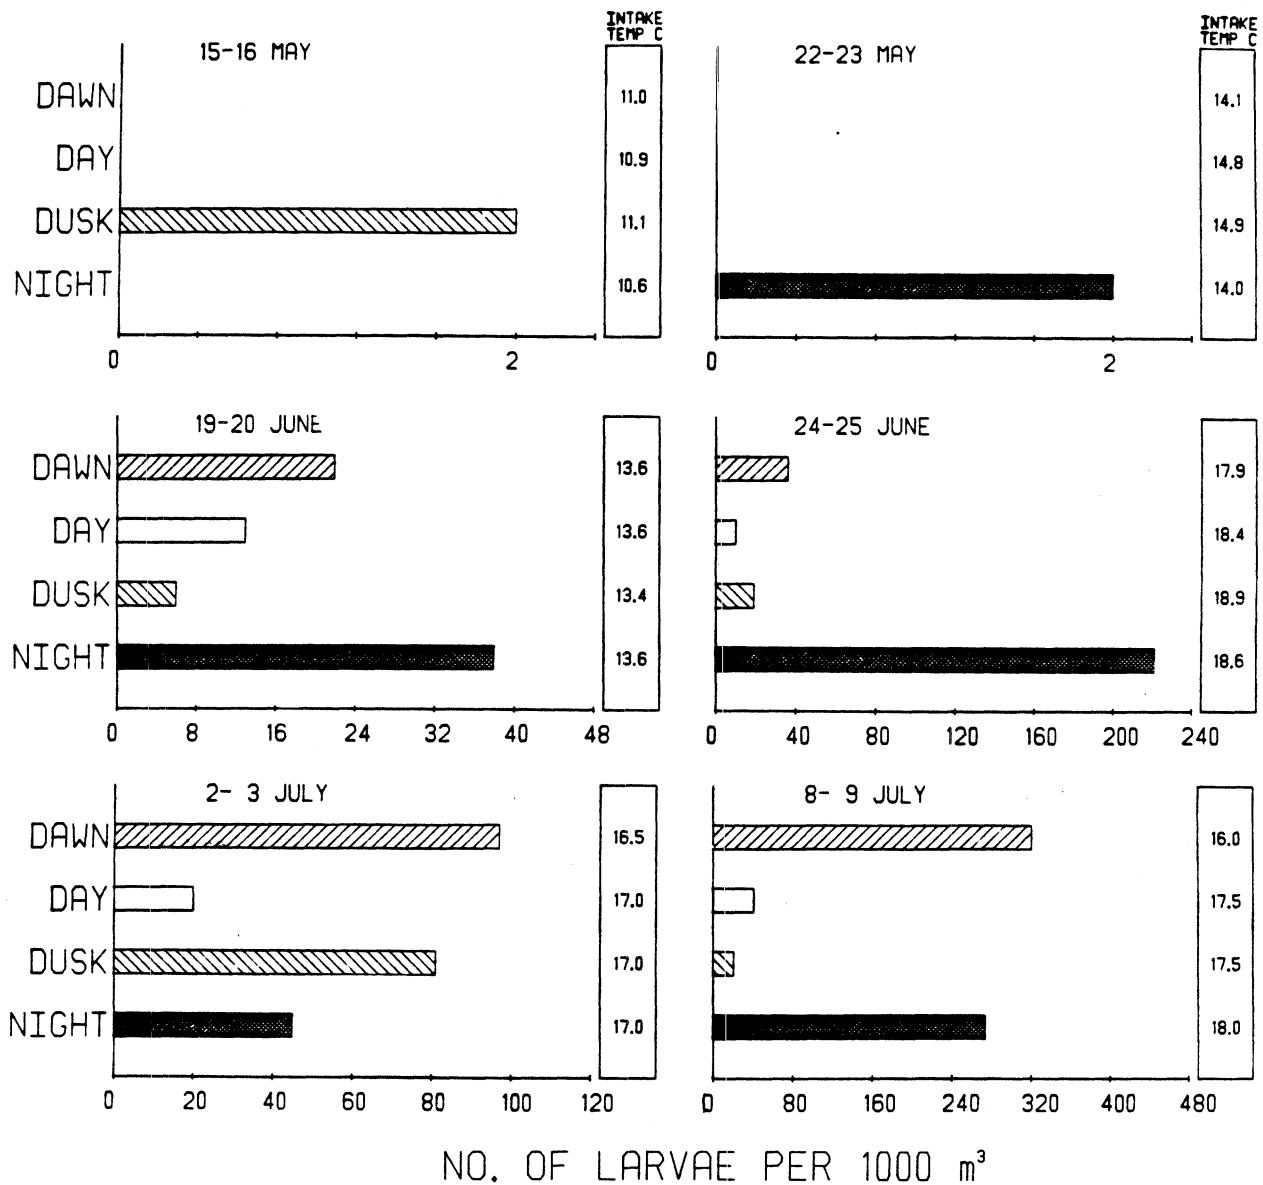 INTAKE
TEMP C
15-16 MAY
DAWN 11.0
DAY 10.9
DUSK 11.1
NIGHT 10.6
0 2
INTAKE
TEMP C
22-23 MAY
14.1
14.8
14.9
14.0
0 2
19-20 JUNE
DAWN 13.6
DAY 13.6
DUSK 13.4
NIGHT 13.6
0 8 16 24 32 40 48
24-25 JUNE
17.9
18.4
18.9
18.6
0 40 80 120 160 200 240
2- 3 JULY
DAWN 16.5
DAY 17.0
DUSK 17.0
NIGHT 17.0
0 20 40 60 80 100 120
8- 9 JULY
16.0
17.5
17.5
18.0
0 80 160 240 320 400 480
NO. OF LARVAE PER 1000 m³